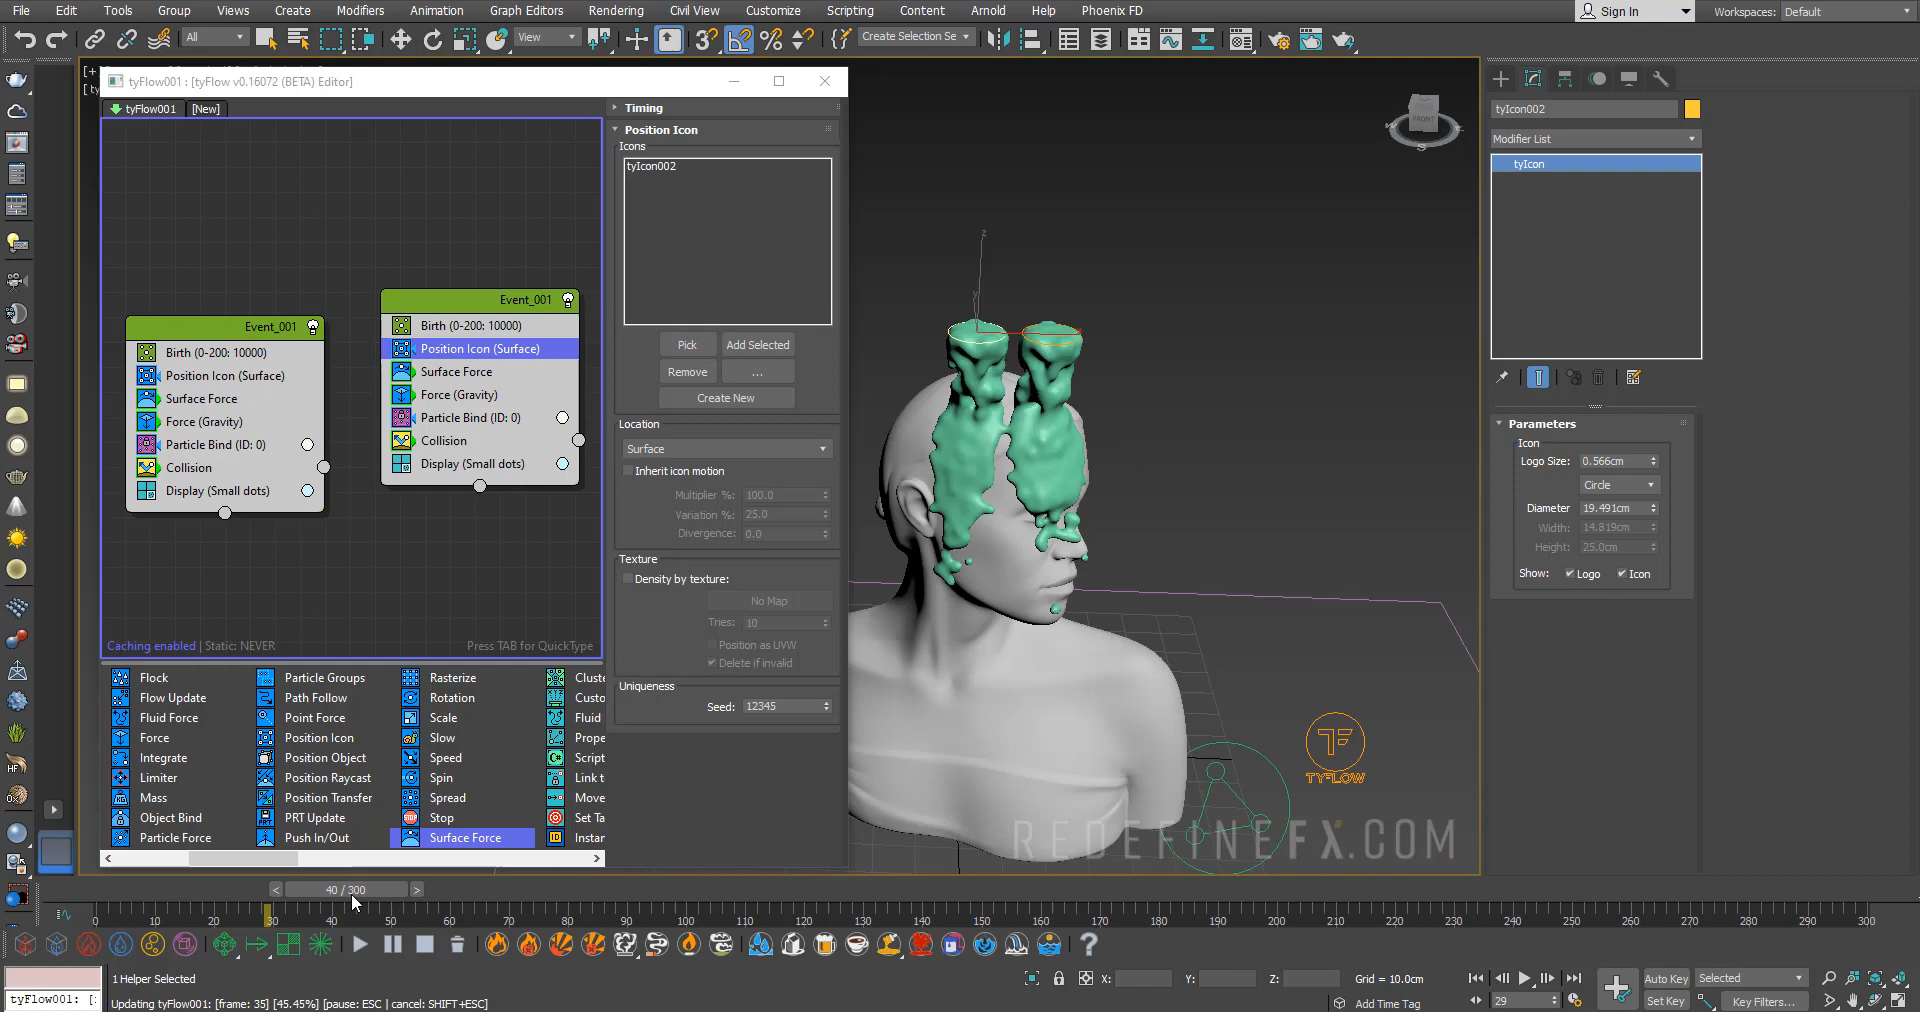 File Edit Tools Group Views Create Modifiers Animation Graph Editors Rendering Civil View Customize Scripting Content Arnold Help Phoenix FD
Sign In
Workspaces: Default
All
View
Create Selection Se
tyFlow001 : [tyFlow v0.16072 (BETA) Editor]
tyFlow001
[New]
Event_001
Birth (0-200: 10000)
Position Icon (Surface)
Surface Force
Force (Gravity)
Particle Bind (ID: 0)
Collision
Display (Small dots)
Event_001
Birth (0-200: 10000)
Position Icon (Surface)
Surface Force
Force (Gravity)
Particle Bind (ID: 0)
Collision
Display (Small dots)
Caching enabled | Static: NEVER
Press TAB for QuickType
Flock Particle Groups Rasterize Cluste
Flow Update Path Follow Rotation Custo
Fluid Force Point Force Scale Fluid
Force Position Icon Slow Prope
Integrate Position Object Speed Script
Limiter Position Raycast Spin Link t
Mass Position Transfer Spread Move
Object Bind PRT Update Stop Set Ta
Particle Force Push In/Out Surface Force Instar
Timing
Position Icon
Icons
tyIcon002
Pick Add Selected
Remove ...
Create New
Location
Surface
Inherit icon motion
Multiplier %: 100.0
Variation %: 25.0
Divergence: 0.0
Texture
Density by texture:
No Map
Tries: 10
Position as UVW
Delete if invalid
Uniqueness
Seed: 12345
z
FRONT
S
TYFLOW
REDEFINEFX.COM
tyIcon002
Modifier List
tyIcon
Parameters
Icon
Logo Size: 0.566cm
Circle
Diameter 19.491cm
Width: 14.819cm
Height: 25.0cm
Show: Logo Icon
40 / 300
0 10 20 30 40 50 60 70 80 90 100 110 120 130 140 150 160 170 180 190 200 210 220 230 240 250 260 270 280 290 300
1 Helper Selected
X: Y: Z: Grid = 10.0cm
Auto Key Selected
tyFlow001: [:
Updating tyFlow001: [frame: 35] [45.45%] [pause: ESC | cancel: SHIFT+ESC]
Add Time Tag
29
Set Key Key Filters...